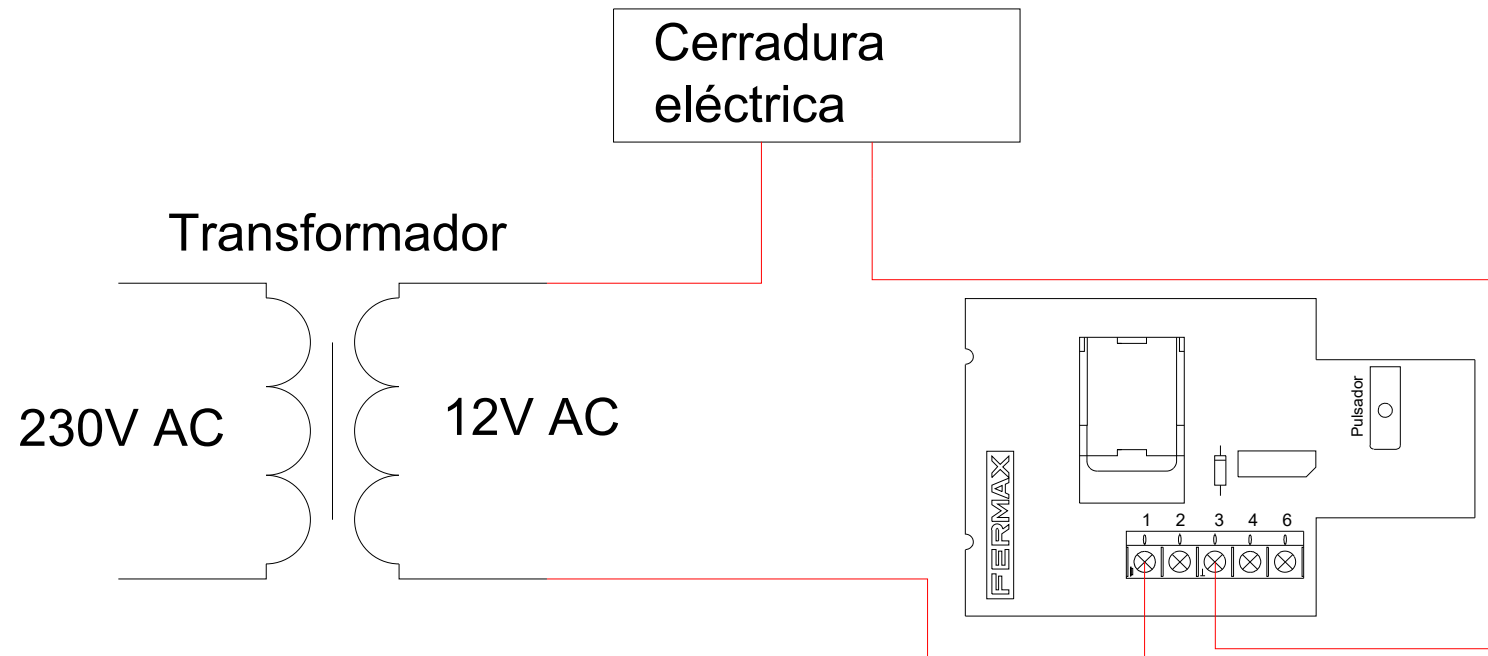 Cerradura
eléctrica
Transformador
230V AC
12V AC
Pulsador
FERMAX
1 2 3 4 6